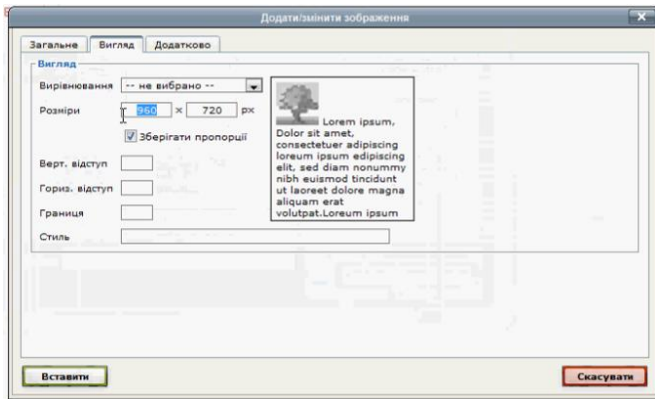 Додати/змінити зображення
Загальне Вигляд Додатково
Вигляд
Вирівнювання -- не вибрано --
Розміри 960 × 720 px
Зберігати пропорції
Верт. відступ
Гориз. відступ
Границя
Стиль
Lorem ipsum,
Dolor sit amet,
consectetuer adipiscing
loreum ipsum edipiscing
elit, sed diam nonummy
nibh euismod tincidunt
ut laoreet dolore magna
aliquam erat
volutpat.Loreum ipsum
Вставити Скасувати